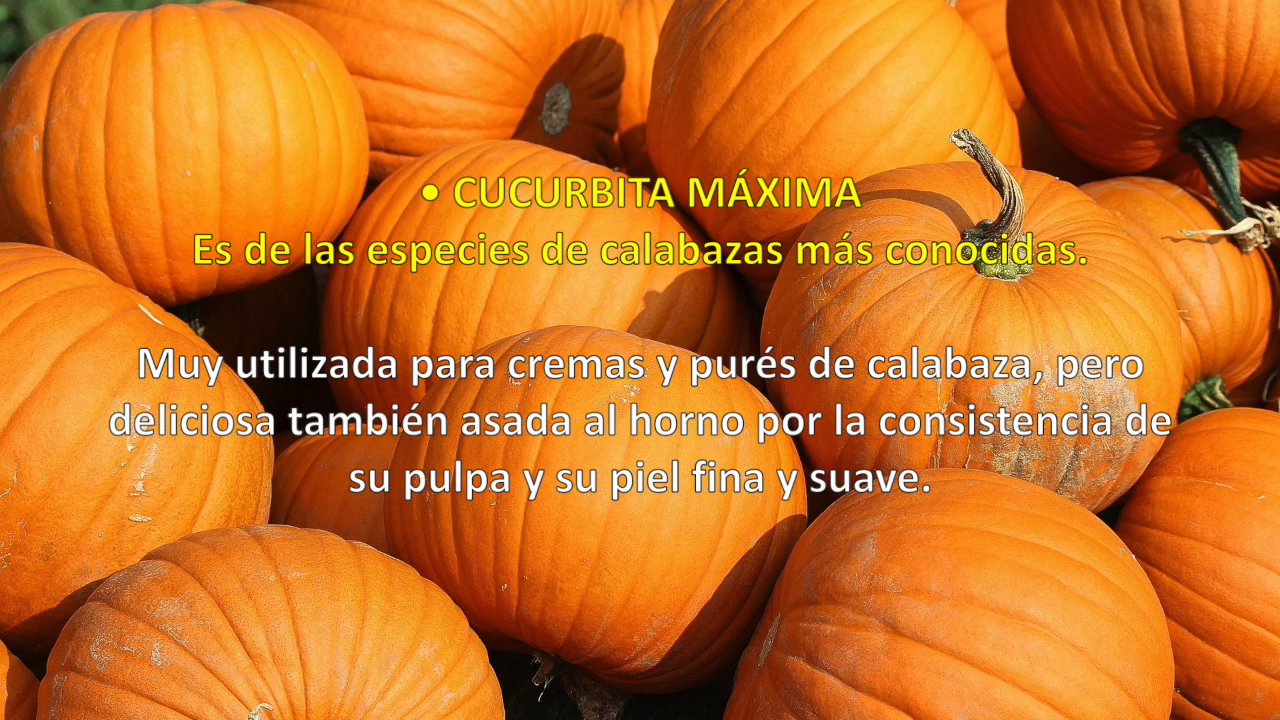 • CUCURBITA MÁXIMA
Es de las especies de calabazas más conocidas.
Muy utilizada para cremas y purés de calabaza, pero
deliciosa también asada al horno por la consistencia de
su pulpa y su piel fina y suave.